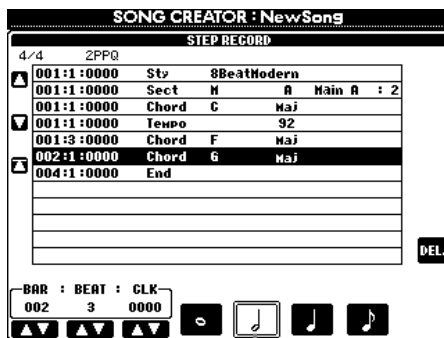 SONG CREATOR : NewSong
STEP RECORD
4/4 2PPQ
001:1:0000 Sty 8BeatModern
001:1:0000 Sect M A Main A : 2
001:1:0000 Chord C Maj
001:1:0000 Tempo 92
001:3:0000 Chord F Maj
002:1:0000 Chord G Maj
004:1:0000 End
DEL.
BAR : BEAT : CLK
002 3 0000